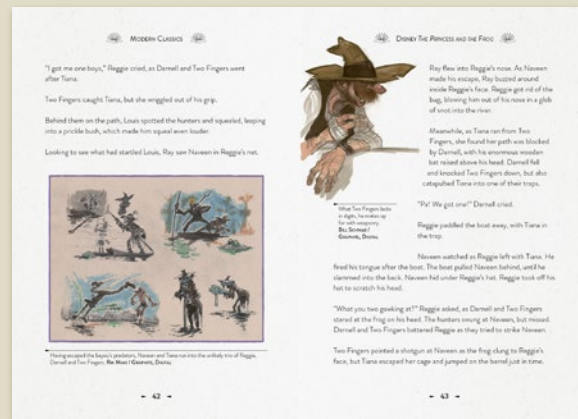 MODERN CLASSICS
"I got me one boys," Reggie cried, as Darnell and Two Fingers went
after Tiana.
Two Fingers caught Tiana, but she wriggled out of his grip.
Behind them on the path, Louis spotted the hunters and squealed, leaping
into a prickle bush, which made him squeal even louder.
Looking to see what had startled Louis, Ray saw Naveen in Reggie's net.
Having escaped the bayou's predators, Naveen and Tiana run into the unlikely trio of Reggie,
Darnell and Two Fingers. / GRAPHITE, DIGITAL
42
DISNEY THE PRINCESS AND THE FROG
Ray flew into Reggie's nose. As Naveen
made his escape, Ray buzzed around
inside Reggie's face. Reggie got rid of the
bug, blowing him out of his nose in a glob
of snot into the river.
Meanwhile, as Tiana ran from Two
Fingers, she found her path was blocked
by Darnell, with his enormous wooden
bat raised above his head. Darnell fell
and knocked Two Fingers down, but also
catapulted Tiana into one of their traps.
What Two Fingers lacks
in digits, he makes up
for with weaponry.
BILL SCHWAB /
GRAPHITE, DIGITAL
"Pa! We got one!" Darnell cried.
Reggie paddled the boat away, with Tiana in
the trap.
Naveen watched as Reggie left with Tiana. He
fired his tongue after the boat. The boat pulled Naveen behind, until he
slammed into the back. Naveen hid under Reggie's hat. Reggie took off his
hat to scratch his head.
"What you two gawking at?" Reggie asked, as Darnell and Two Fingers
stared at the frog on his head. The hunters swung at Naveen, but missed.
Darnell and Two Fingers battered Reggie as they tried to strike Naveen.
Two Fingers pointed a shotgun at Naveen as the frog clung to Reggie's
face, but Tiana escaped her cage and jumped on the barrel just in time.
43